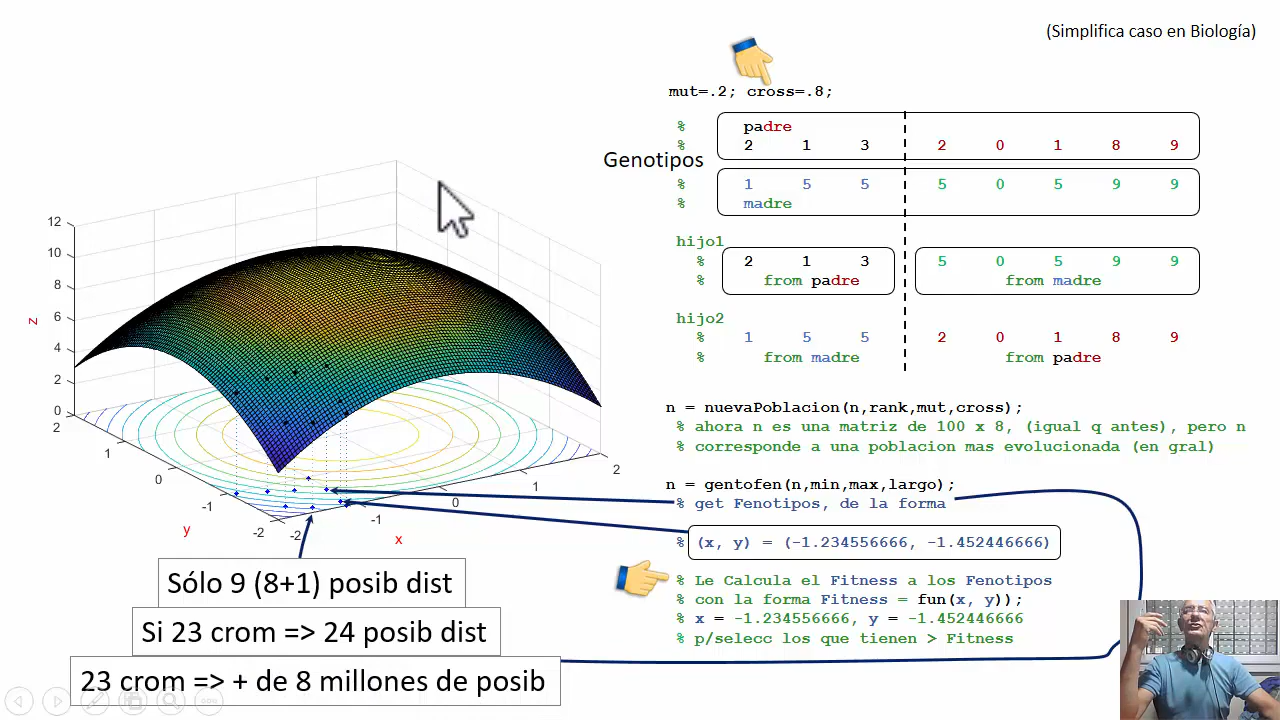 (Simplifica caso en Biología)
mut=.2; cross=.8;
% padre
% 2 1 3 2 0 1 8 9
Genotipos
% 1 5 5 5 0 5 9 9
% madre
hijo1
% 2 1 3 5 0 5 9 9
% from padre from madre
hijo2
% 1 5 5 2 0 1 8 9
% from madre from padre
n = nuevaPoblacion(n,rank,mut,cross);
% ahora n es una matriz de 100 x 8, (igual q antes), pero n
% corresponde a una poblacion mas evolucionada (en gral)
n = gentofen(n,min,max,largo);
% get Fenotipos, de la forma
% (x, y) = (-1.234556666, -1.452446666)
% Le Calcula el Fitness a los Fenotipos
% con la forma Fitness = fun(x, y));
% x = -1.234556666, y = -1.452446666
% p/selecc los que tienen > Fitness
12
10
8
6
4
2
0
z
2
1
0
-1
-2
y
-2
-1
0
1
2
x
Sólo 9 (8+1) posib dist
Si 23 crom => 24 posib dist
23 crom => + de 8 millones de posib